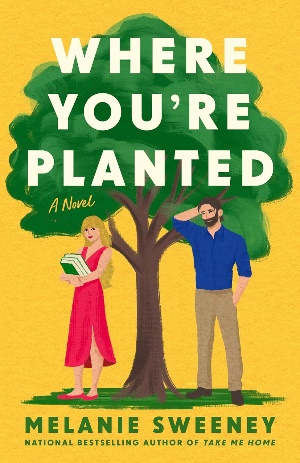 WHERE
YOU'RE
PLANTED
A Novel
MELANIE SWEENEY
NATIONAL BESTSELLING AUTHOR OF TAKE ME HOME